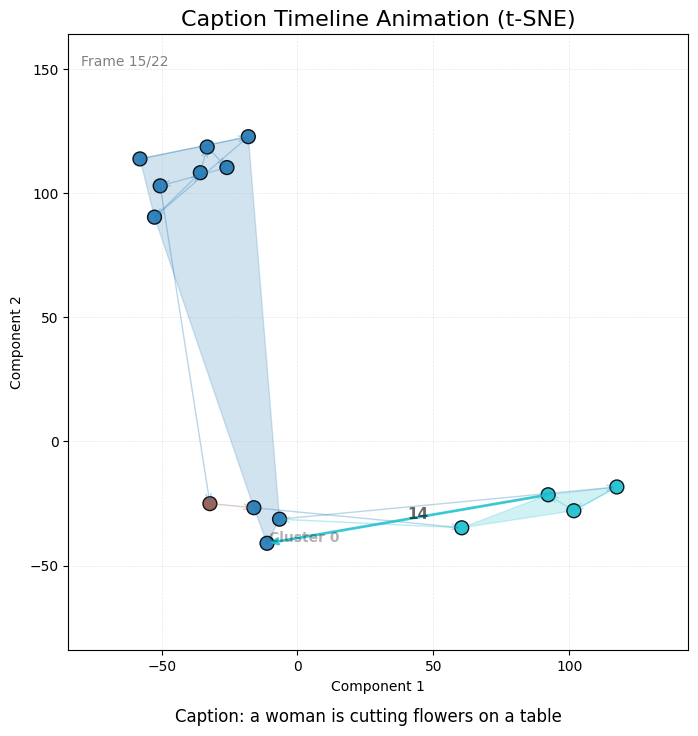 Caption Timeline Animation (t-SNE)
Frame 15/22
150
100
50
0
−50
Component 2
14
Cluster 0
−50
0
50
100
Component 1
Caption: a woman is cutting flowers on a table